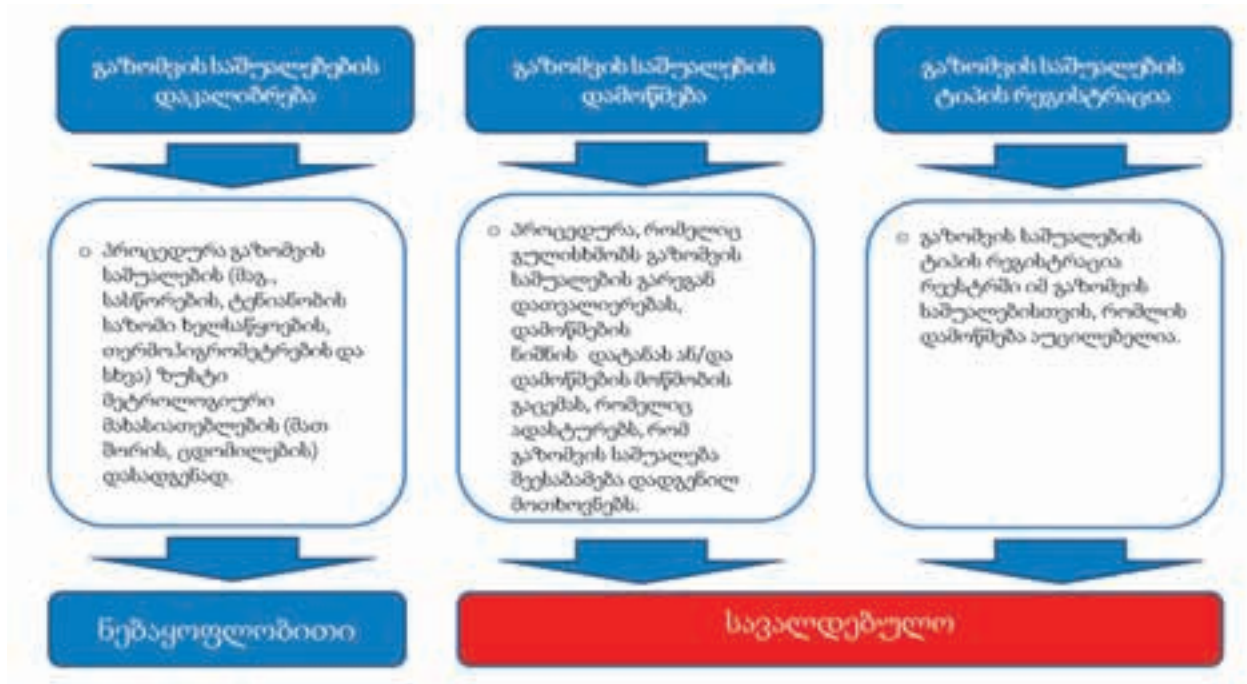 გაზომვის საშუალებების
დაკალიბრება
გაზომვის საშუალების
დამოწმება
გაზომვის საშუალების
ტიპის რეგისტრაცია
○ პროცედურა გაზომვის
საშუალების (მაგ.,
სასწორების, ტენიანობის
საზომი ხელსაწყოების,
თერმოჰიგრომეტრების და
სხვა) ზუსტი
მეტროლოგიური
მახასიათებლების (მათ
შორის, ცდომილების)
დასადგენად.
○ პროცედურა, რომელიც
გულისხმობს გაზომვის
საშუალების გარეგან
დათვალიერებას,
დამოწმების
ნიშნის დატანას ან/და
დამოწმების მოწმობის
გაცემას, რომელიც
ადასტურებს, რომ
გაზომვის საშუალება
შეესაბამება დადგენილ
მოთხოვნებს.
○ გაზომვის საშუალების
ტიპის რეგისტრაცია
რეესტრში იმ გაზომვის
საშუალებისთვის, რომლის
დამოწმება აუცილებელია.
ნებაყოფლობითი
სავალდებულო